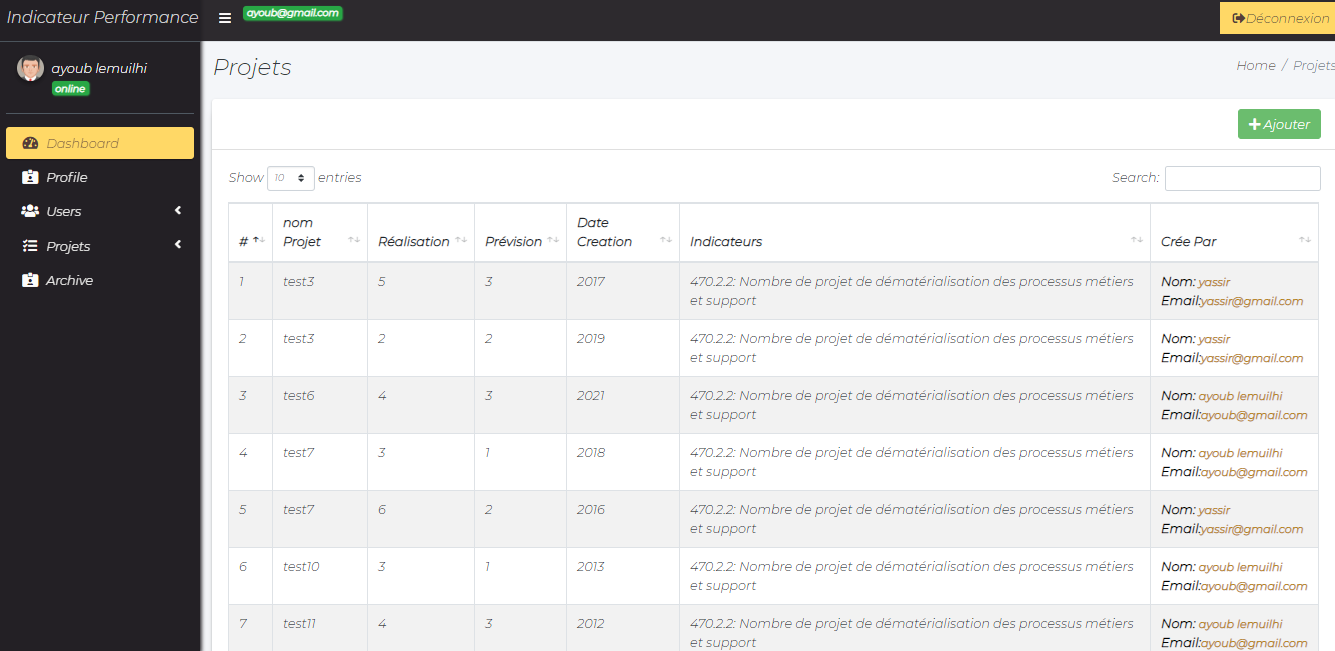 Indicateur Performance
ayoub@gmail.com
Déconnexion
ayoub lemuilhi
online
Dashboard
Profile
Users
Projets
Archive
Projets
Home / Projets
Ajouter
Show 10 entries
Search:
# nom Projet Réalisation Prévision Date Creation Indicateurs Crée Par
1 test3 5 3 2017 470.2.2: Nombre de projet de dématérialisation des processus métiers Nom: yassir
et support Email:yassir@gmail.com
2 test3 2 2 2019 470.2.2: Nombre de projet de dématérialisation des processus métiers Nom: yassir
et support Email:yassir@gmail.com
3 test6 4 3 2021 470.2.2: Nombre de projet de dématérialisation des processus métiers Nom: ayoub lemuilhi
et support Email:ayoub@gmail.com
4 test7 3 1 2018 470.2.2: Nombre de projet de dématérialisation des processus métiers Nom: ayoub lemuilhi
et support Email:ayoub@gmail.com
5 test7 6 2 2016 470.2.2: Nombre de projet de dématérialisation des processus métiers Nom: yassir
et support Email:yassir@gmail.com
6 test10 3 1 2013 470.2.2: Nombre de projet de dématérialisation des processus métiers Nom: ayoub lemuilhi
et support Email:ayoub@gmail.com
7 test11 4 3 2012 470.2.2: Nombre de projet de dématérialisation des processus métiers Nom: ayoub lemuilhi
et support Email:ayoub@gmail.com